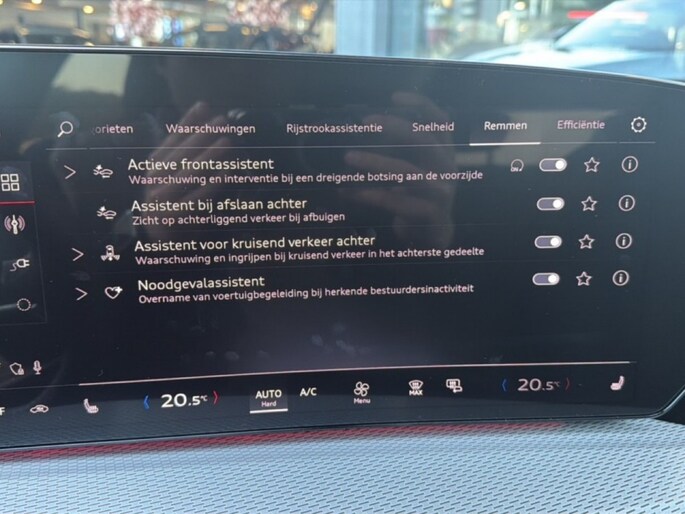 orieten Waarschuwingen Rijstrookassistentie Snelheid Remmen Efficiëntie
Actieve frontassistent
Waarschuwing en interventie bij een dreigende botsing aan de voorzijde
Assistent bij afslaan achter
Zicht op achterliggend verkeer bij afbuigen
Assistent voor kruisend verkeer achter
Waarschuwing en ingrijpen bij kruisend verkeer in het achterste gedeelte
Noodgevalassistent
Overname van voertuigbegeleiding bij herkende bestuurdersinactiviteit
20.5°C AUTO A/C MAX 20.5°C
Hard Menu